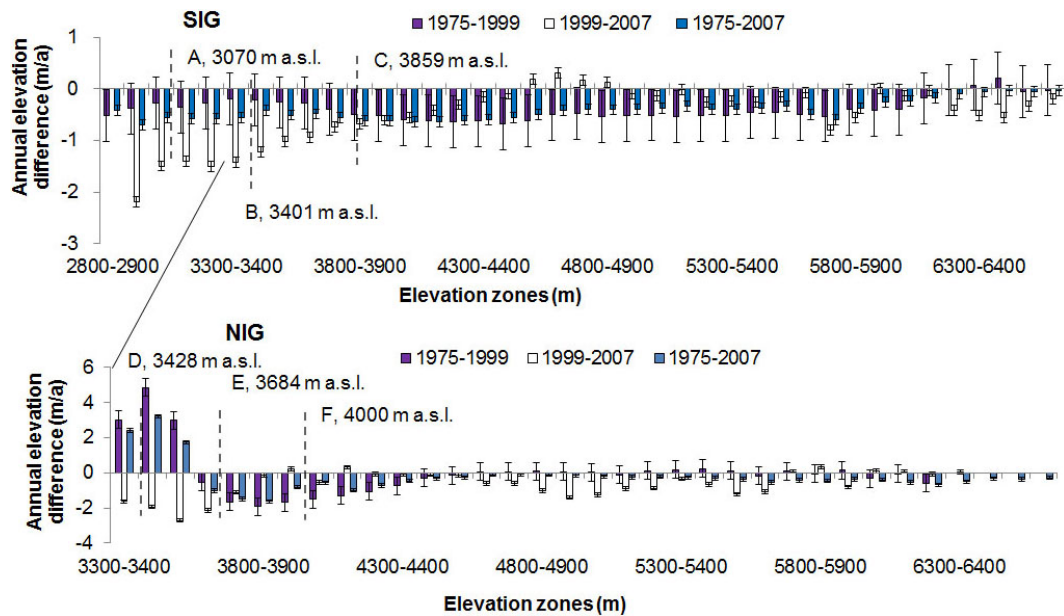 SIG
1975-1999 1999-2007 1975-2007
A, 3070 m a.s.l.
C, 3859 m a.s.l.
B, 3401 m a.s.l.
Annual elevation
difference (m/a)
1
0
-1
-2
-3
2800-2900 3300-3400 3800-3900 4300-4400 4800-4900 5300-5400 5800-5900 6300-6400
Elevation zones (m)
NIG
1975-1999 1999-2007 1975-2007
D, 3428 m a.s.l.
E, 3684 m a.s.l.
F, 4000 m a.s.l.
Annual elevation
difference (m/a)
6
4
2
0
-2
-4
3300-3400 3800-3900 4300-4400 4800-4900 5300-5400 5800-5900 6300-6400
Elevation zones (m)